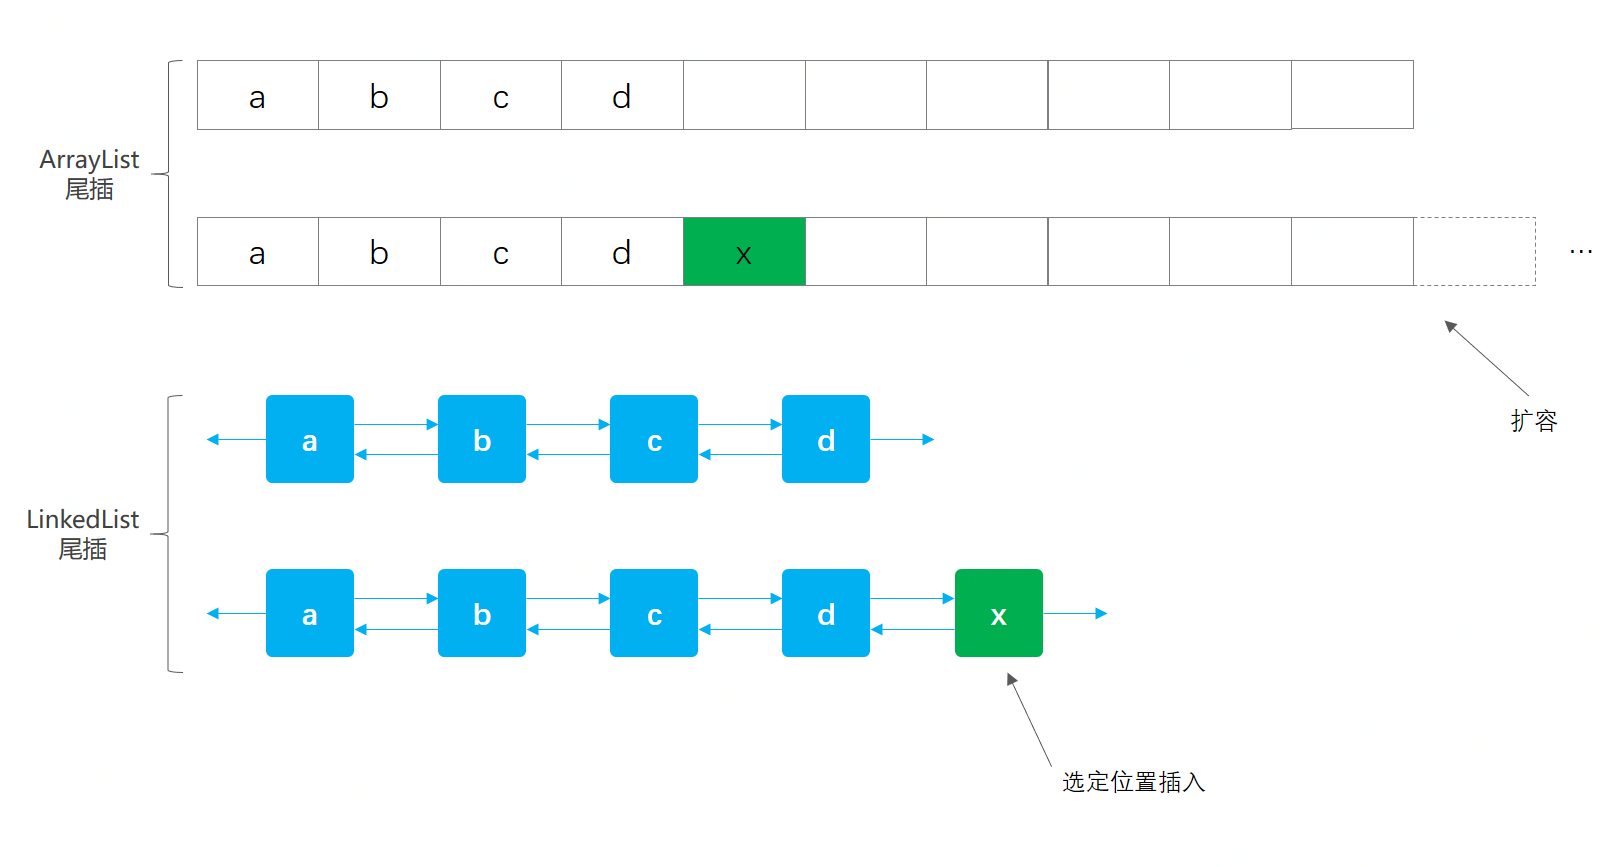 a b c d
ArrayList
尾插
a b c d x ...
扩容
a b c d
LinkedList
尾插
a b c d x
选定位置插入